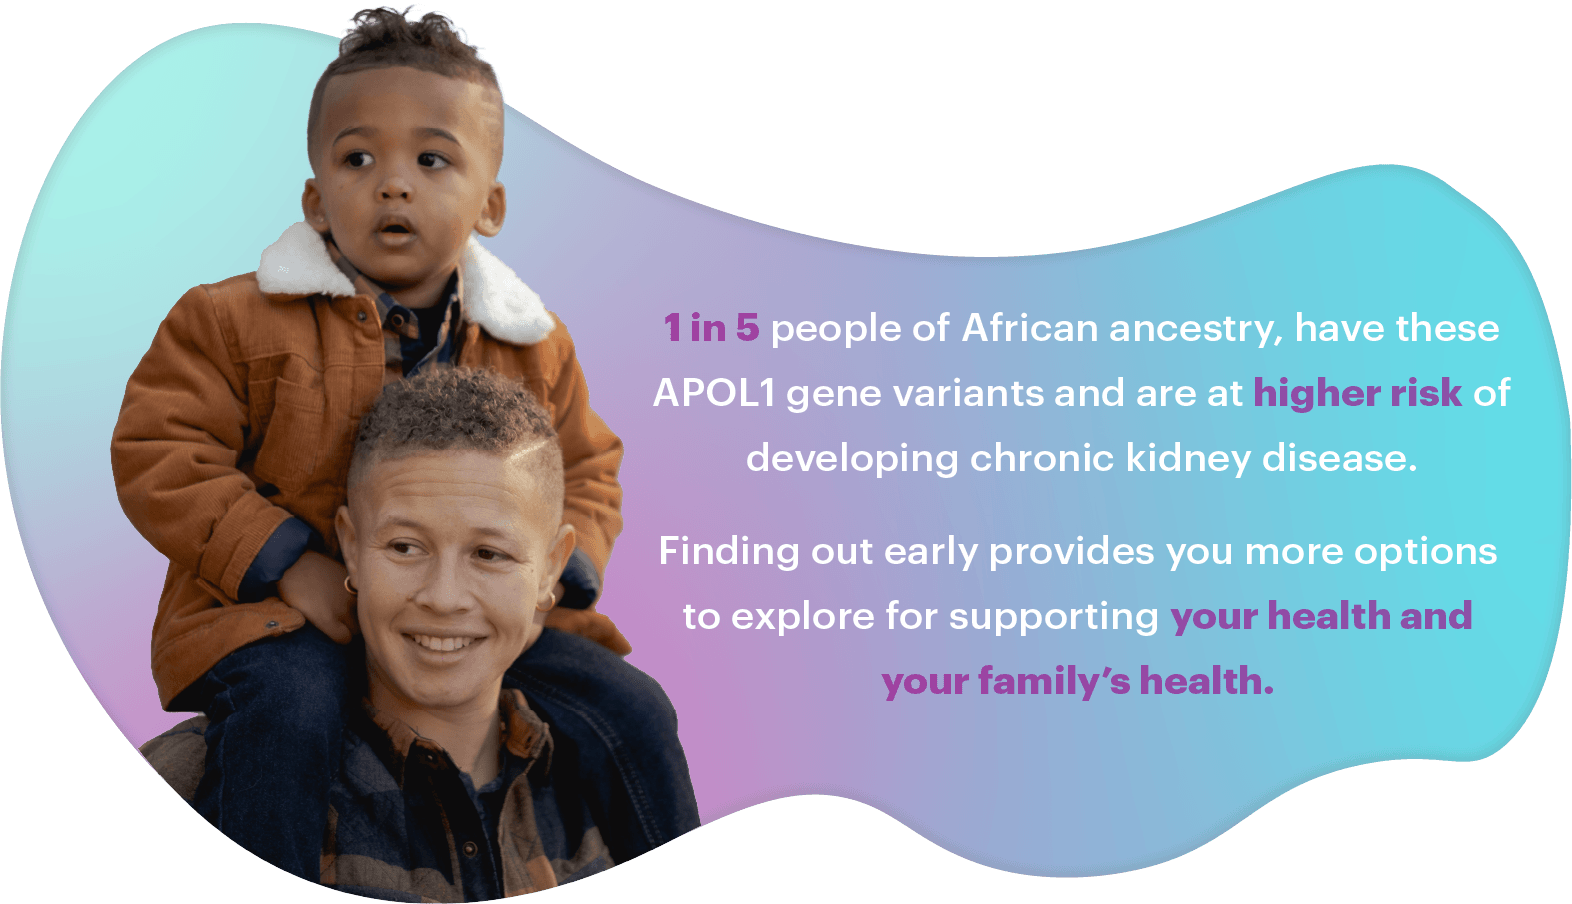 1 in 5 people of African ancestry, have these
APOL1 gene variants and are at higher risk of
developing chronic kidney disease.
Finding out early provides you more options
to explore for supporting your health and
your family’s health.